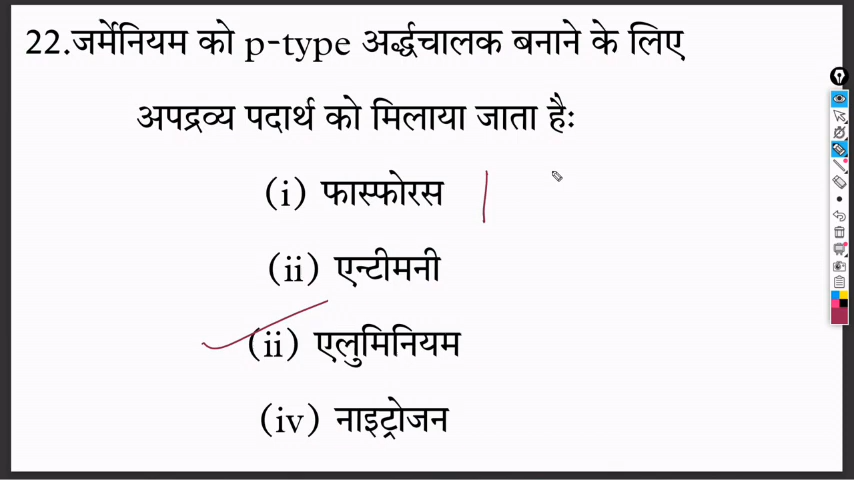 22.जर्मेनियम को p-type अर्द्धचालक बनाने के लिए
अपद्रव्य पदार्थ को मिलाया जाता हैः
(i) फास्फोरस
(ii) एन्टीमनी
(ii) एलुमिनियम
(iv) नाइट्रोजन